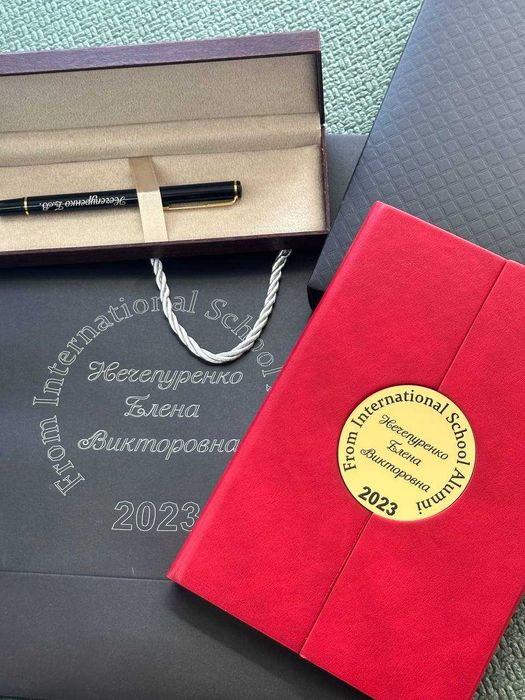 Нечепуренко Е.В.
From International School A
Нечепуренко
Елена
Викторовна
2023
From International School Alumni
Нечепуренко
Елена
Викторовна
2023